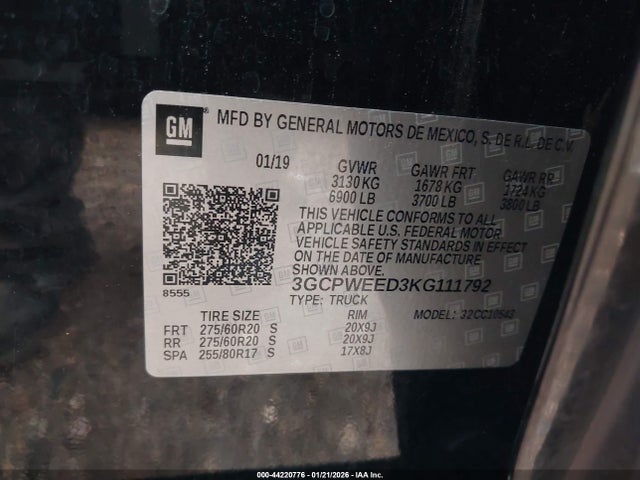 GM ®
MFD BY GENERAL MOTORS DE MEXICO, S. DE R.L. DE C.V.
01/19 GVWR GAWR FRT GAWR RR
3130 KG 1678 KG 1724 KG
6900 LB 3700 LB 3800 LB
THIS VEHICLE CONFORMS TO ALL
APPLICABLE U.S. FEDERAL MOTOR
VEHICLE SAFETY STANDARDS IN EFFECT
ON THE DATE OF MANUFACTURE
3GCPWEED3KG111792
8555
TYPE: TRUCK MODEL: 32CC10543
TIRE SIZE RIM
FRT 275/60R20 S 20X9J
RR 275/60R20 S 20X9J
SPA 255/80R17 S 17X8J
000-44220776 - 01/21/2026 - IAA Inc.